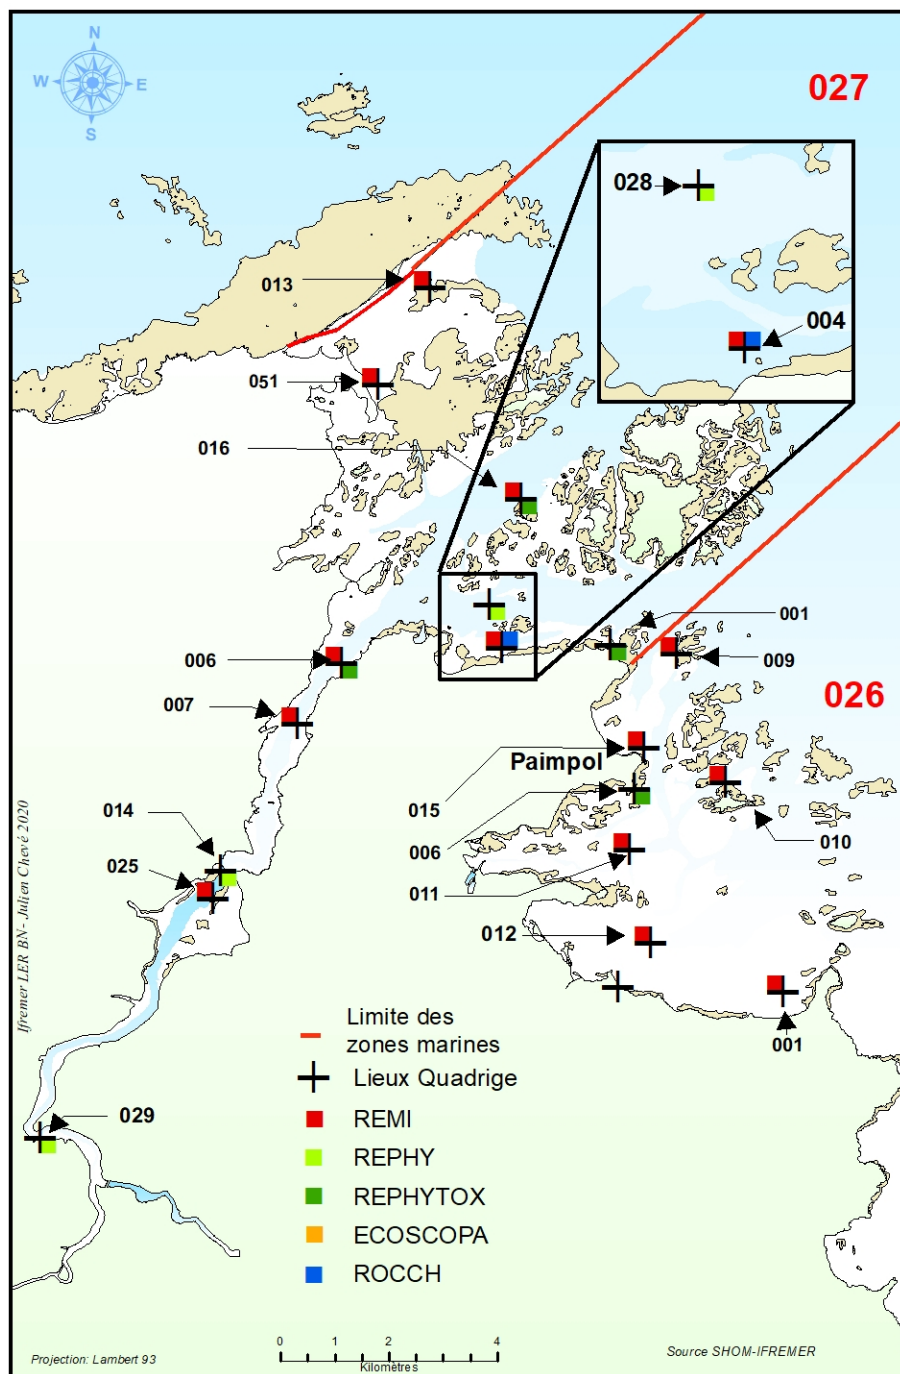 N
W
E
S
027
028
004
013
051
016
001
006
009
007
026
Paimpol
015
014
006
010
025
011
012
001
029
Ifremer LER BN- Julien Chevé 2020
Limite des
zones marines
Lieux Quadrige
REMI
REPHY
REPHYTOX
ECOSCOPA
ROCCH
0 1 2 4
Kilomètres
Projection: Lambert 93
Source SHOM-IFREMER